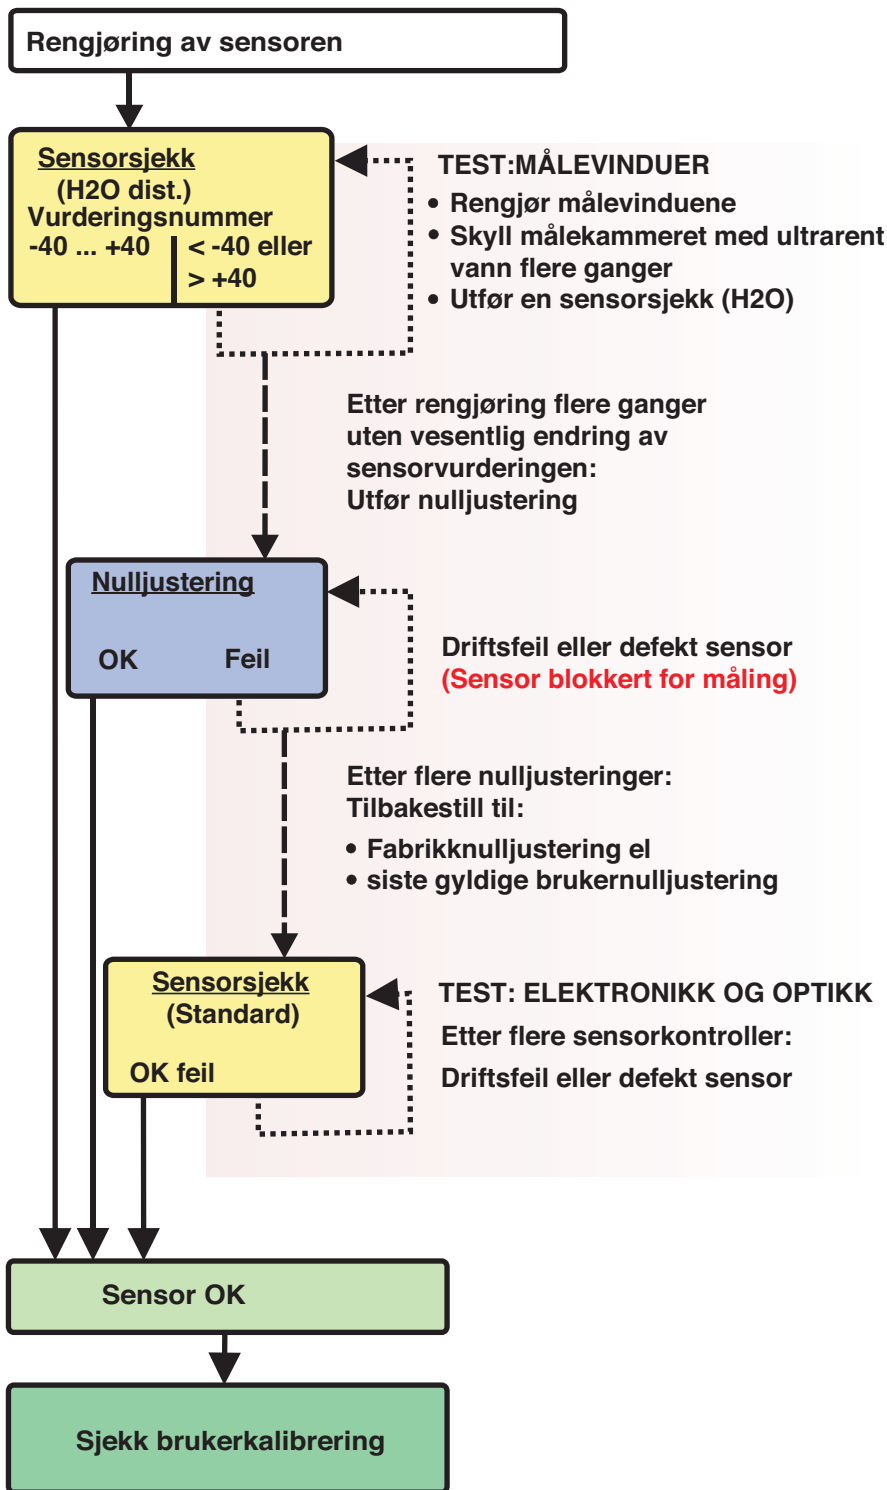 Rengjøring av sensoren
Sensorsjekk
(H2O dist.)
Vurderingsnummer
-40 ... +40
< -40 eller
> +40
TEST:MÅLEVINDUER
• Rengjør målevinduene
• Skyll målekammeret med ultrarent
vann flere ganger
• Utfør en sensorsjekk (H2O)
Etter rengjøring flere ganger
uten vesentlig endring av
sensorvurderingen:
Utfør nulljustering
Nulljustering
OK
Feil
Driftsfeil eller defekt sensor
(Sensor blokkert for måling)
Etter flere nulljusteringer:
Tilbakestill til:
• Fabrikknulljustering el
• siste gyldige brukernulljustering
Sensorsjekk
(Standard)
OK feil
TEST: ELEKTRONIKK OG OPTIKK
Etter flere sensorkontroller:
Driftsfeil eller defekt sensor
Sensor OK
Sjekk brukerkalibrering